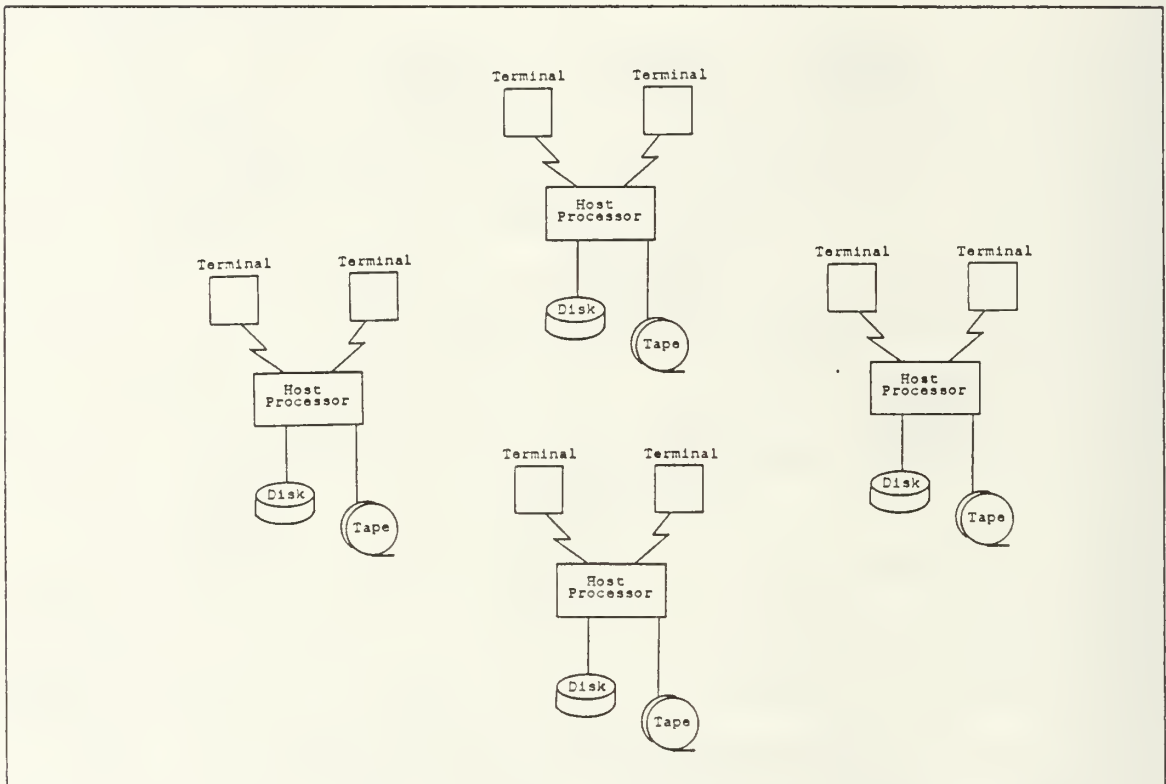 Terminal Terminal
Host
Processor
Disk
Tape
Terminal Terminal
Host
Processor
Disk
Tape
Terminal Terminal
Host
Processor
Disk
Tape
Terminal Terminal
Host
Processor
Disk
Tape